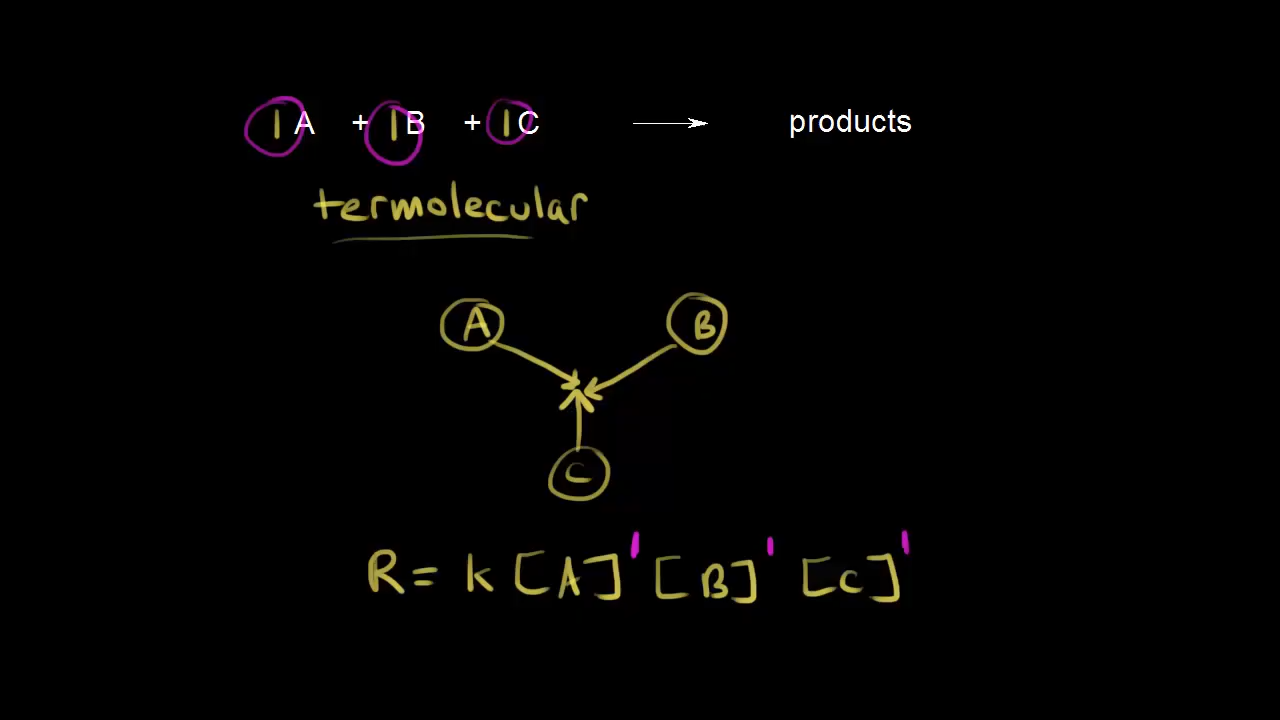 1A + 1B + 1C → products
termolecular
A B
C
R = k [A]¹ [B]¹ [C]¹